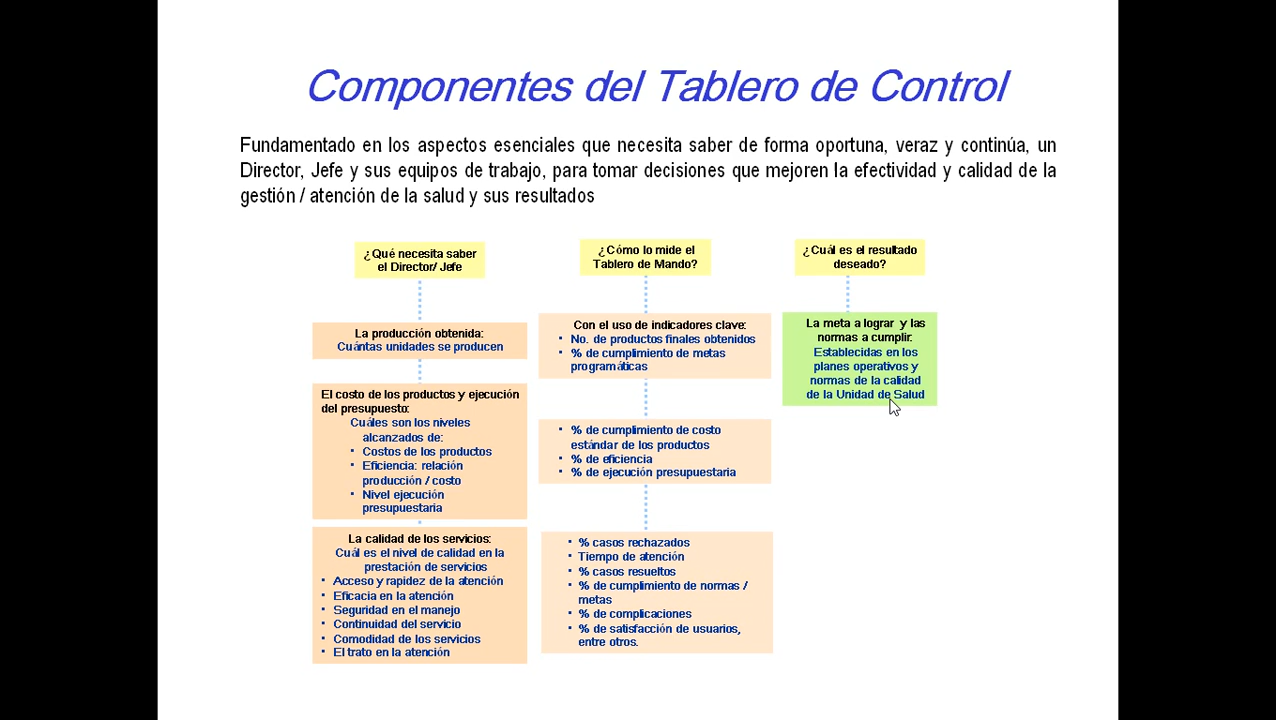 Componentes del Tablero de Control
Fundamentado en los aspectos esenciales que necesita saber de forma oportuna, veraz y continúa, un
Director, Jefe y sus equipos de trabajo, para tomar decisiones que mejoren la efectividad y calidad de la
gestión / atención de la salud y sus resultados
¿Qué necesita saber
el Director/ Jefe
La producción obtenida:
Cuántas unidades se producen
El costo de los productos y ejecución
del presupuesto:
Cuáles son los niveles
alcanzados de:
• Costos de los productos
• Eficiencia: relación
producción / costo
• Nivel ejecución
presupuestaria
La calidad de los servicios:
Cuál es el nivel de calidad en la
prestación de servicios
• Acceso y rapidez de la atención
• Eficacia en la atención
• Seguridad en el manejo
• Continuidad del servicio
• Comodidad de los servicios
• El trato en la atención
¿Cómo lo mide el
Tablero de Mando?
Con el uso de indicadores clave:
• No. de productos finales obtenidos
• % de cumplimiento de metas
programáticas
• % de cumplimiento de costo
estándar de los productos
• % de eficiencia
• % de ejecución presupuestaria
• % casos rechazados
• Tiempo de atención
• % casos resueltos
• % de cumplimiento de normas /
metas
• % de complicaciones
• % de satisfacción de usuarios,
entre otros.
¿Cuál es el resultado
deseado?
La meta a lograr y las
normas a cumplir:
Establecidas en los
planes operativos y
normas de la calidad
de la Unidad de Salud